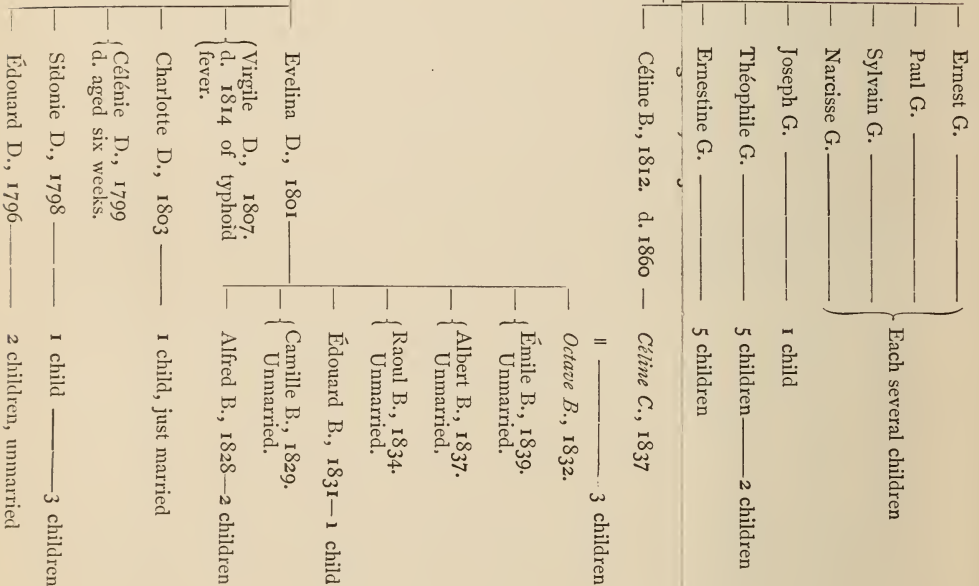 Ernest G.
Paul G.
Sylvain G.
Narcisse G.
Each several children
Joseph G. 1 child
Théophile G. 5 children 2 children
Ernestine G. 5 children
Céline B., 1812. d. 1860 — Céline C., 1837
= 3 children
Octave B., 1832.
Émile B., 1839.
Unmarried.
Albert B., 1837.
Unmarried.
Raoul B., 1834.
Unmarried.
Evelina D., 1801
Édouard B., 1831—1 child
Camille B., 1829.
Unmarried.
Alfred B., 1828—2 children
Virgile D., 1807.
d. 1814 of typhoid
fever.
Charlotte D., 1803 1 child, just married
Célénie D., 1799
d. aged six weeks.
Sidonie D., 1798 1 child 3 children
Édouard D., 1796 2 children, unmarried